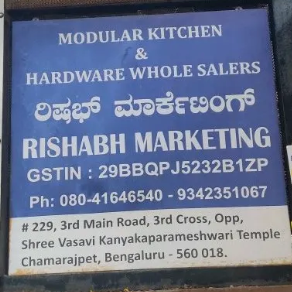 MODULAR KITCHEN
&
HARDWARE WHOLE SALERS
ರಿಷಭ್ ಮಾರ್ಕೆಟಿಂಗ್
RISHABH MARKETING
GSTIN : 29BBQPJ5232B1ZP
Ph: 080-41646540 - 9342351067
# 229, 3rd Main Road, 3rd Cross, Opp,
Shree Vasavi Kanyakaparameshwari Temple
Chamarajpet, Bengaluru - 560 018.